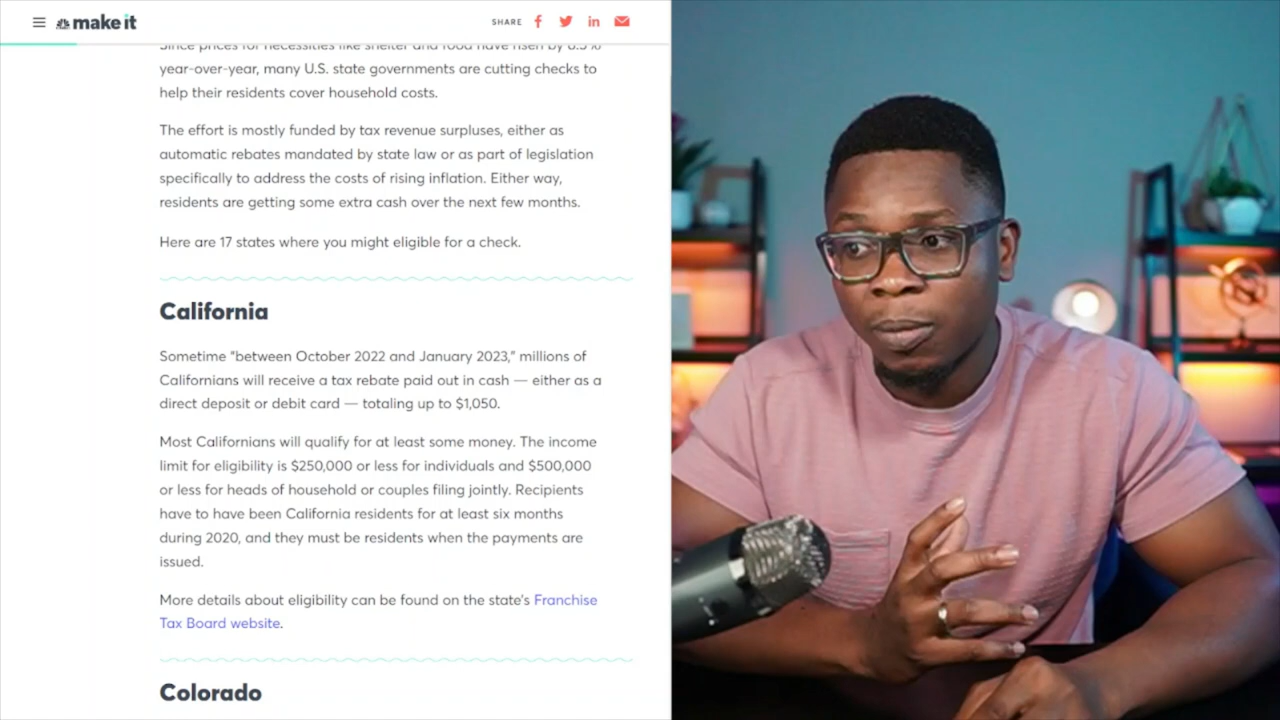 make it
SHARE
Since prices for necessities like shelter and food have risen by 8.5%
year-over-year, many U.S. state governments are cutting checks to
help their residents cover household costs.
The effort is mostly funded by tax revenue surpluses, either as
automatic rebates mandated by state law or as part of legislation
specifically to address the costs of rising inflation. Either way,
residents are getting some extra cash over the next few months.
Here are 17 states where you might eligible for a check.
California
Sometime “between October 2022 and January 2023,” millions of
Californians will receive a tax rebate paid out in cash — either as a
direct deposit or debit card — totaling up to $1,050.
Most Californians will qualify for at least some money. The income
limit for eligibility is $250,000 or less for individuals and $500,000
or less for heads of household or couples filing jointly. Recipients
have to have been California residents for at least six months
during 2020, and they must be residents when the payments are
issued.
More details about eligibility can be found on the state's Franchise
Tax Board website.
Colorado